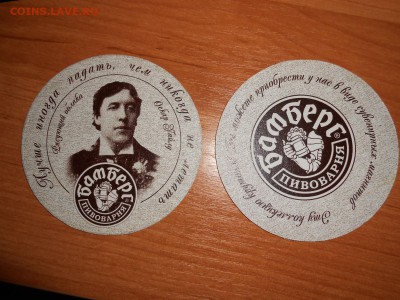 COINS.LAVE.RU
Лучше иногда падать, чем никогда не летать
Оскар Уайльд
Бамберг
ПИВОВАРНЯ
Эту коллекцию Вы можете приобрести у нас в виде сувенирных магнитов
Бамберг®
ПИВОВАРНЯ